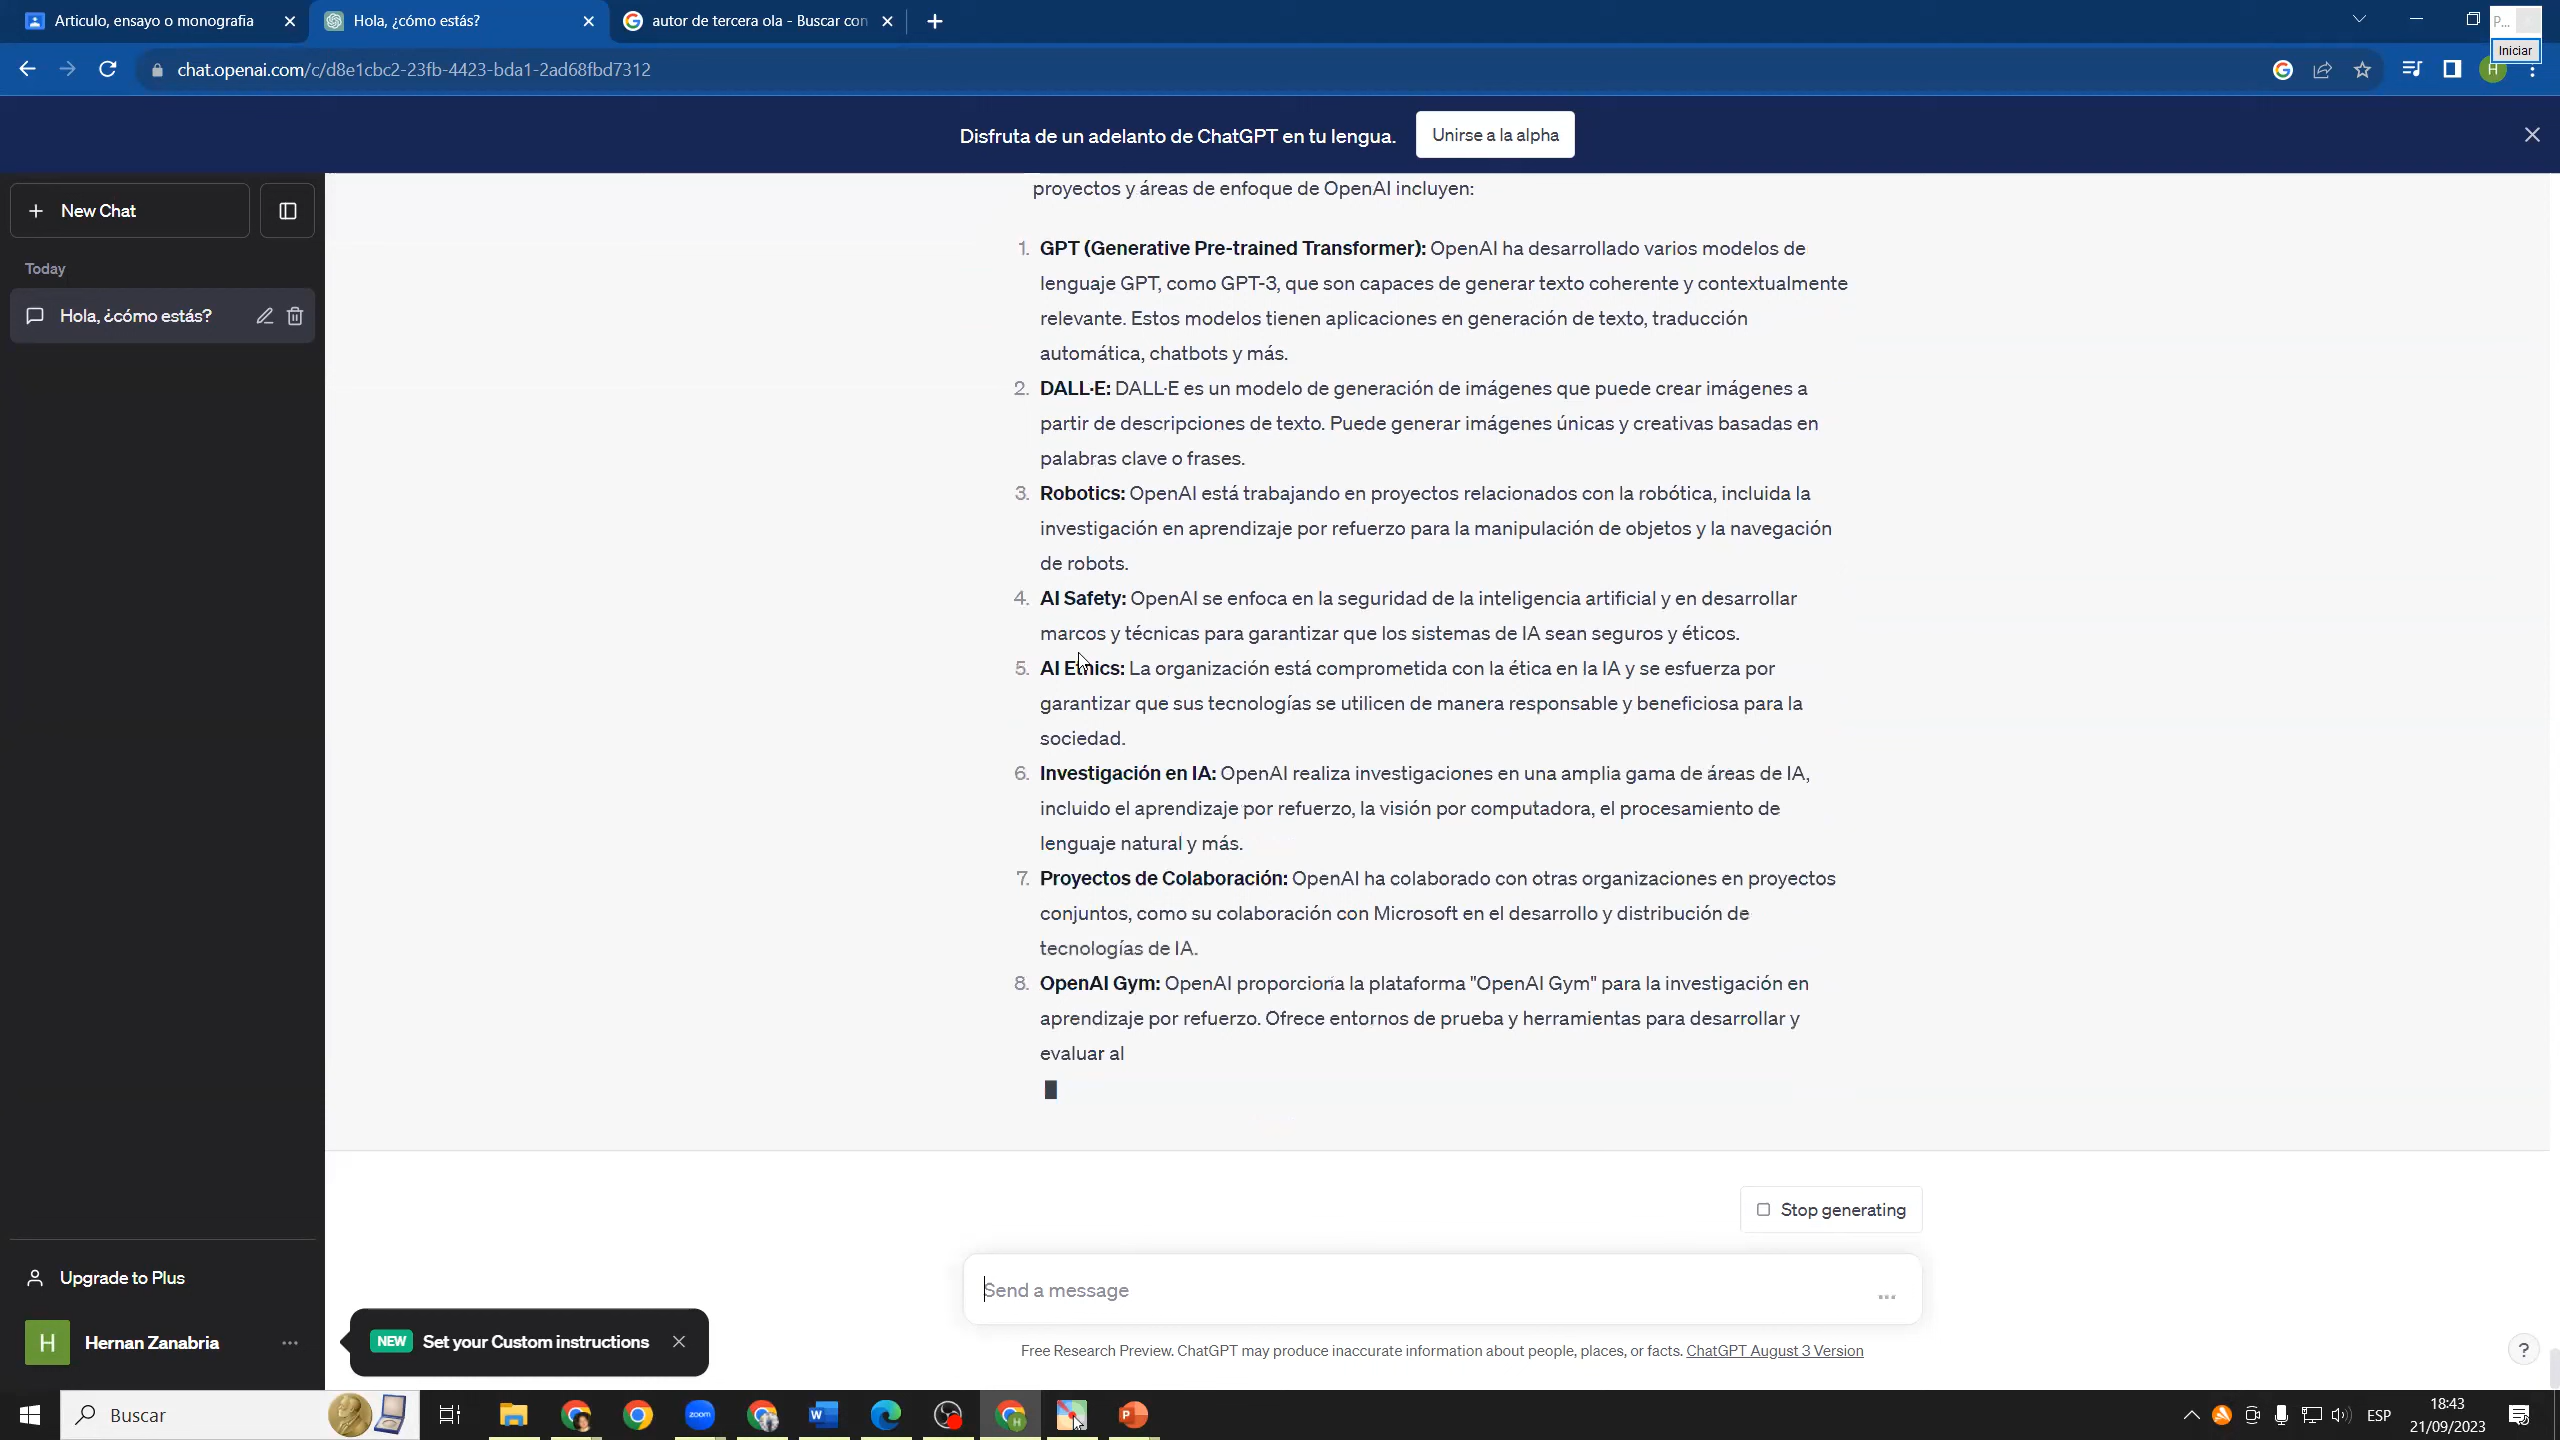 Articulo, ensayo o monografia
Hola, ¿cómo estás?
autor de tercera ola - Buscar con
P...
Iniciar
chat.openai.com/c/d8e1cbc2-23fb-4423-bda1-2ad68fbd7312
H
Disfruta de un adelanto de ChatGPT en tu lengua.
Unirse a la alpha
New Chat
Today
Hola, ¿cómo estás?
proyectos y áreas de enfoque de OpenAI incluyen:
1. GPT (Generative Pre-trained Transformer): OpenAI ha desarrollado varios modelos de
lenguaje GPT, como GPT-3, que son capaces de generar texto coherente y contextualmente
relevante. Estos modelos tienen aplicaciones en generación de texto, traducción
automática, chatbots y más.
2. DALL·E: DALL·E es un modelo de generación de imágenes que puede crear imágenes a
partir de descripciones de texto. Puede generar imágenes únicas y creativas basadas en
palabras clave o frases.
3. Robotics: OpenAI está trabajando en proyectos relacionados con la robótica, incluida la
investigación en aprendizaje por refuerzo para la manipulación de objetos y la navegación
de robots.
4. AI Safety: OpenAI se enfoca en la seguridad de la inteligencia artificial y en desarrollar
marcos y técnicas para garantizar que los sistemas de IA sean seguros y éticos.
5. AI Ethics: La organización está comprometida con la ética en la IA y se esfuerza por
garantizar que sus tecnologías se utilicen de manera responsable y beneficiosa para la
sociedad.
6. Investigación en IA: OpenAI realiza investigaciones en una amplia gama de áreas de IA,
incluido el aprendizaje por refuerzo, la visión por computadora, el procesamiento de
lenguaje natural y más.
7. Proyectos de Colaboración: OpenAI ha colaborado con otras organizaciones en proyectos
conjuntos, como su colaboración con Microsoft en el desarrollo y distribución de
tecnologías de IA.
8. OpenAI Gym: OpenAI proporciona la plataforma "OpenAI Gym" para la investigación en
aprendizaje por refuerzo. Ofrece entornos de prueba y herramientas para desarrollar y
evaluar al
Stop generating
Send a message
Free Research Preview. ChatGPT may produce inaccurate information about people, places, or facts. ChatGPT August 3 Version
?
Upgrade to Plus
H
Hernan Zanabria
NEW Set your Custom instructions
Buscar
zoom
W
H
P
ESP
18:43
21/09/2023